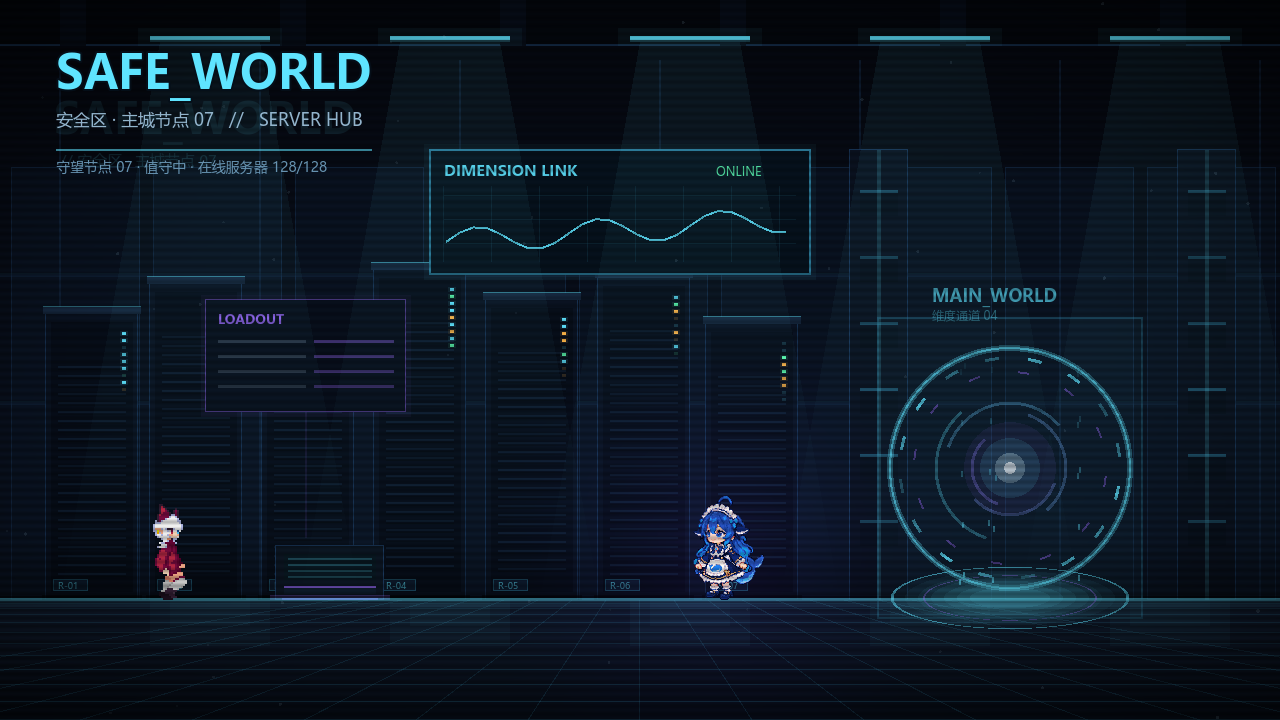 SAFE_WORLD
安全区 · 主城节点 07 // SERVER HUB
守望节点 07 · 值守中 · 在线服务器 128/128
DIMENSION LINK
ONLINE
LOADOUT
MAIN_WORLD
维度通道 04
R-01
R-04
R-05
R-06